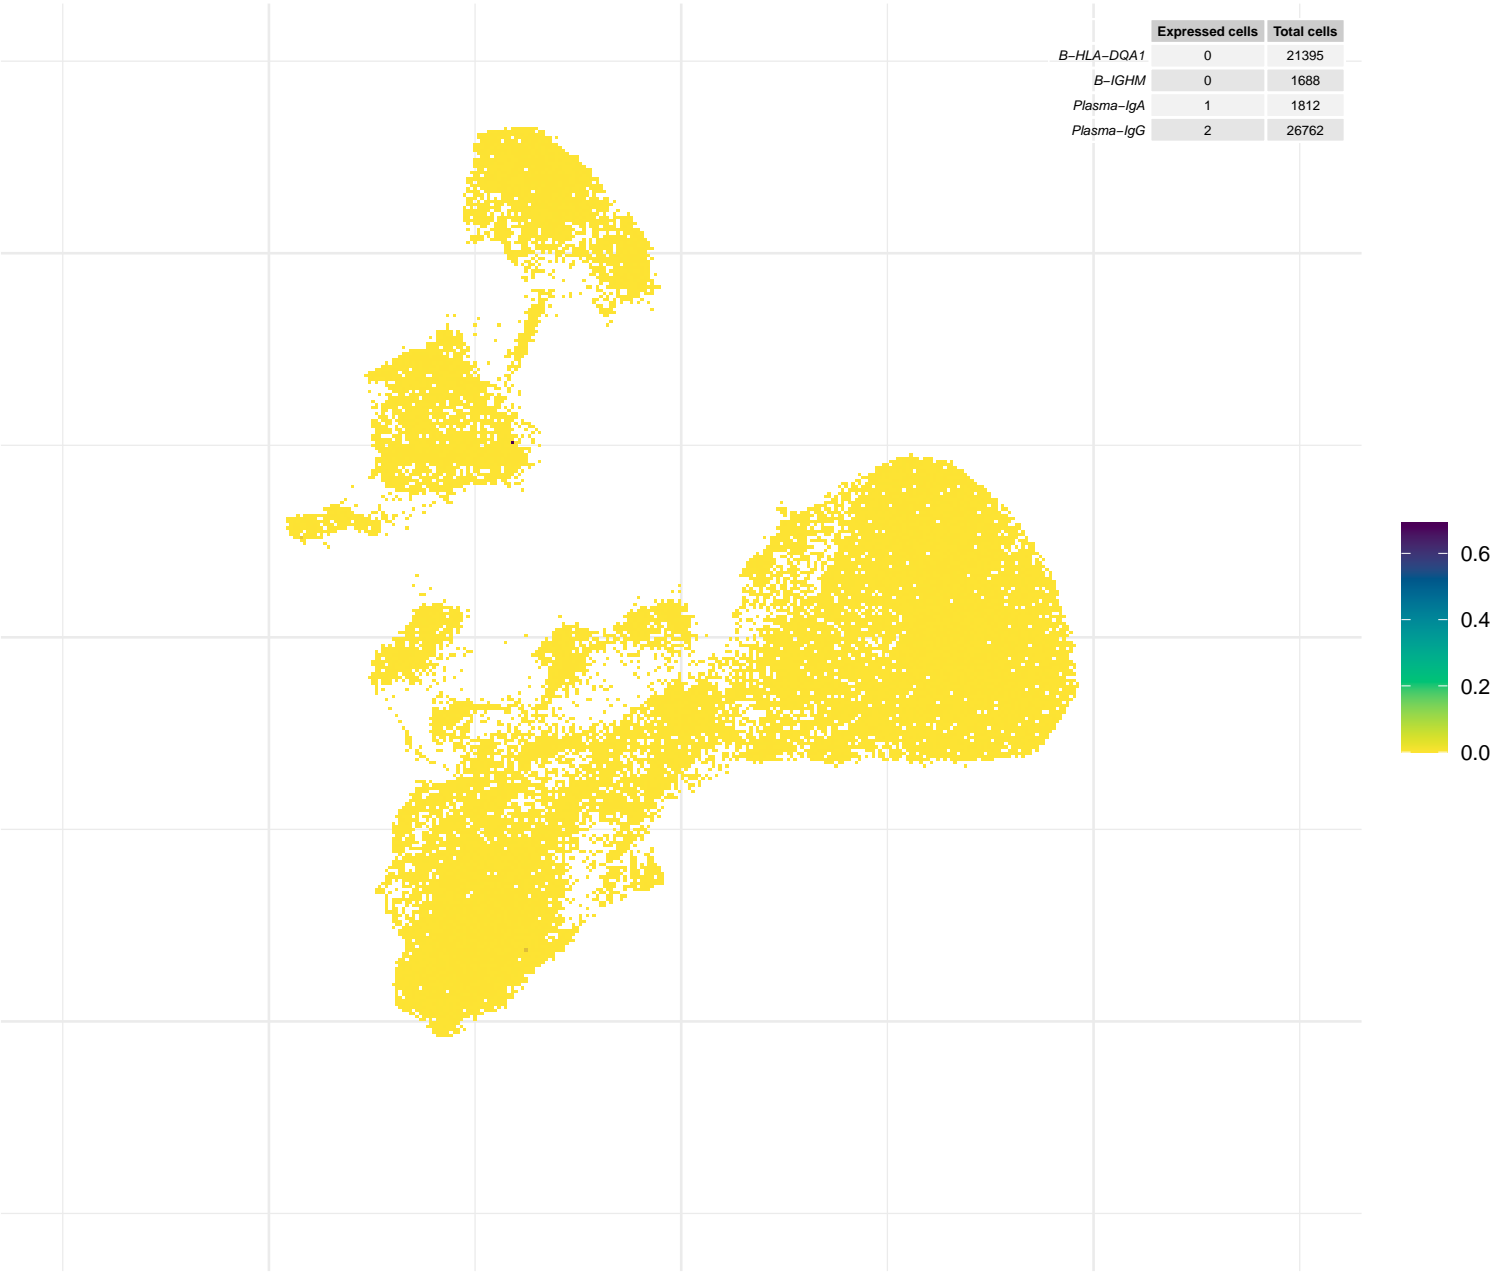 Expressed cells Total cells
B−HLA−DQA1 0 21395
B−IGHM 0 1688
Plasma−IgA 1 1812
Plasma−IgG 2 26762
0.6
0.4
0.2
0.0